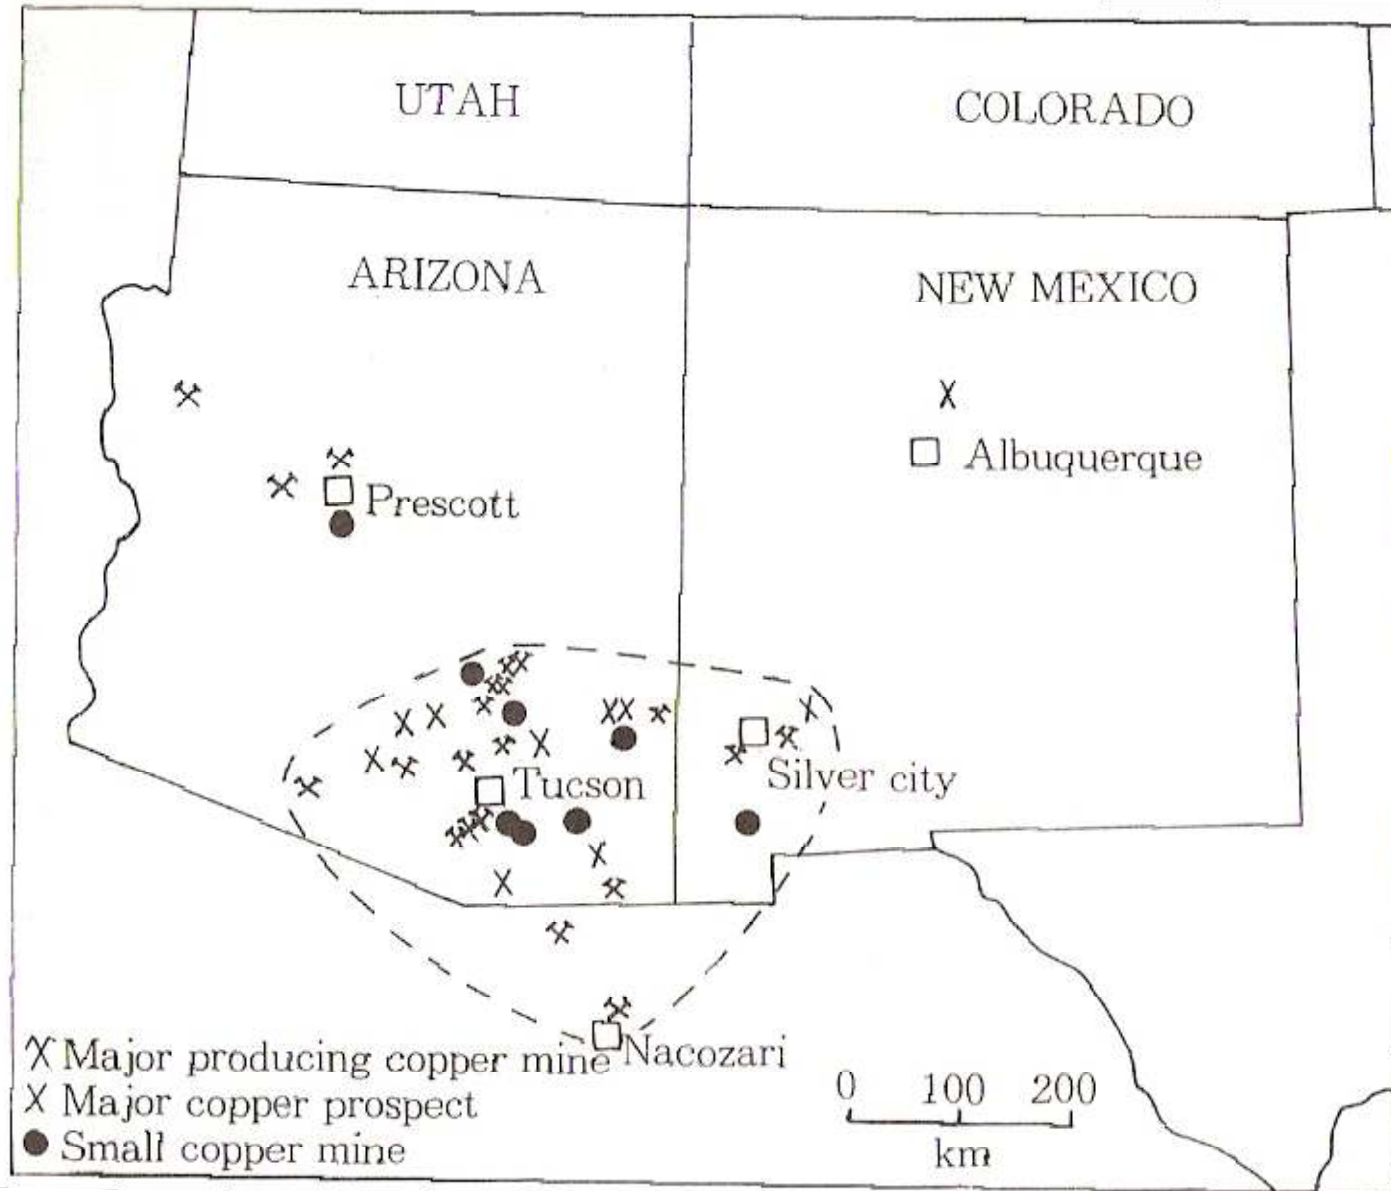 UTAH
COLORADO
ARIZONA
NEW MEXICO
Albuquerque
Prescott
Tucson
Silver city
Nacozari
Major producing copper mine
Major copper prospect
Small copper mine
0 100 200
km